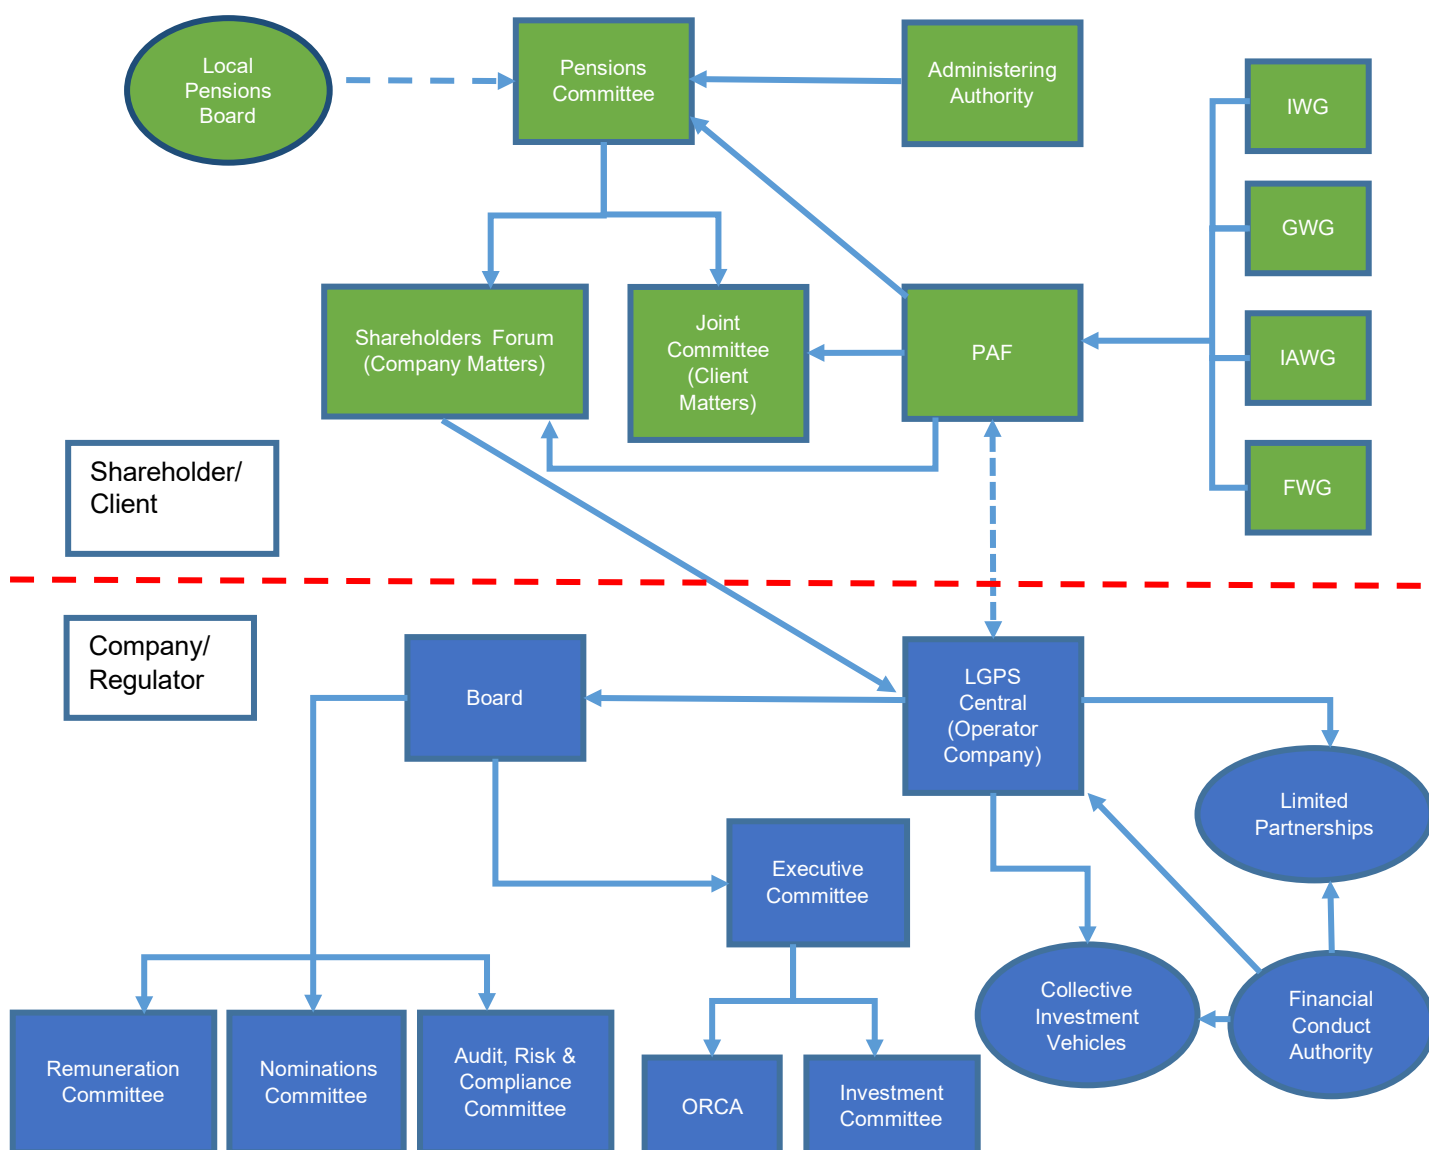 Local
Pensions
Board
Pensions
Committee
Administering
Authority
IWG
GWG
Shareholders Forum
(Company Matters)
Joint
Committee
(Client
Matters)
PAF
IAWG
FWG
Shareholder/
Client
Company/
Regulator
Board
LGPS
Central
(Operator
Company)
Limited
Partnerships
Executive
Committee
Collective
Investment
Vehicles
Financial
Conduct
Authority
Remuneration
Committee
Nominations
Committee
Audit, Risk &
Compliance
Committee
ORCA
Investment
Committee